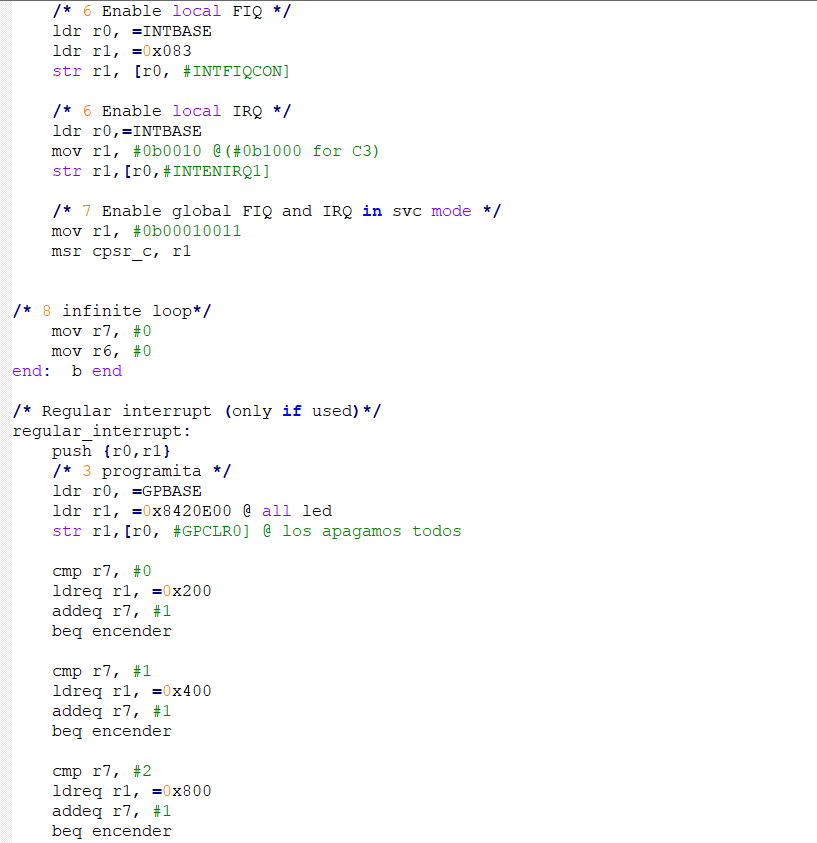 /* 6 Enable local FIQ */
ldr r0, =INTBASE
ldr r1, =0x083
str r1, [r0, #INTFIQCON]
/* 6 Enable local IRQ */
ldr r0,=INTBASE
mov r1, #0b0010 @(#0b1000 for C3)
str r1,[r0,#INTENIRQ1]
/* 7 Enable global FIQ and IRQ in svc mode */
mov r1, #0b00010011
msr cpsr_c, r1
/* 8 infinite loop*/
mov r7, #0
mov r6, #0
end:  b end
/* Regular interrupt (only if used)*/
regular_interrupt:
push {r0,r1}
/* 3 programita */
ldr r0, =GPBASE
ldr r1, =0x8420E00 @ all led
str r1,[r0, #GPCLR0] @ los apagamos todos
cmp r7, #0
ldreq r1, =0x200
addeq r7, #1
beq encender
cmp r7, #1
ldreq r1, =0x400
addeq r7, #1
beq encender
cmp r7, #2
ldreq r1, =0x800
addeq r7, #1
beq encender